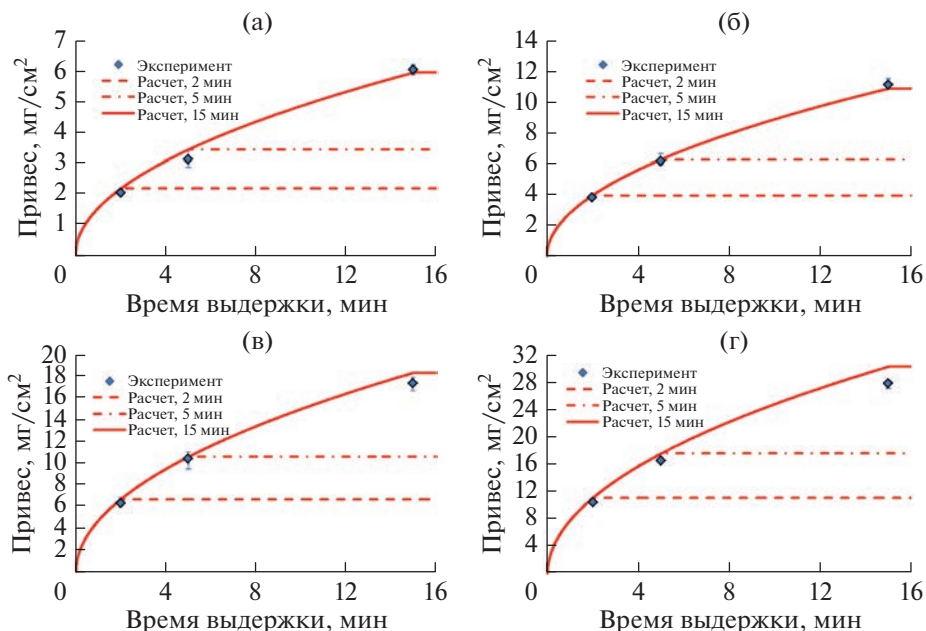 (а)
Привес, мг/см²
7
6
5
4
3
2
1
0
4
8
12
16
Эксперимент
Расчет, 2 мин
Расчет, 5 мин
Расчет, 15 мин
Время выдержки, мин
(б)
Привес, мг/см²
14
12
10
8
6
4
2
0
4
8
12
16
Эксперимент
Расчет, 2 мин
Расчет, 5 мин
Расчет, 15 мин
Время выдержки, мин
(в)
Привес, мг/см²
20
18
16
14
12
10
8
6
4
2
0
4
8
12
16
Эксперимент
Расчет, 2 мин
Расчет, 5 мин
Расчет, 15 мин
Время выдержки, мин
(г)
Привес, мг/см²
32
28
24
20
16
12
8
4
0
4
8
12
16
Эксперимент
Расчет, 2 мин
Расчет, 5 мин
Расчет, 15 мин
Время выдержки, мин